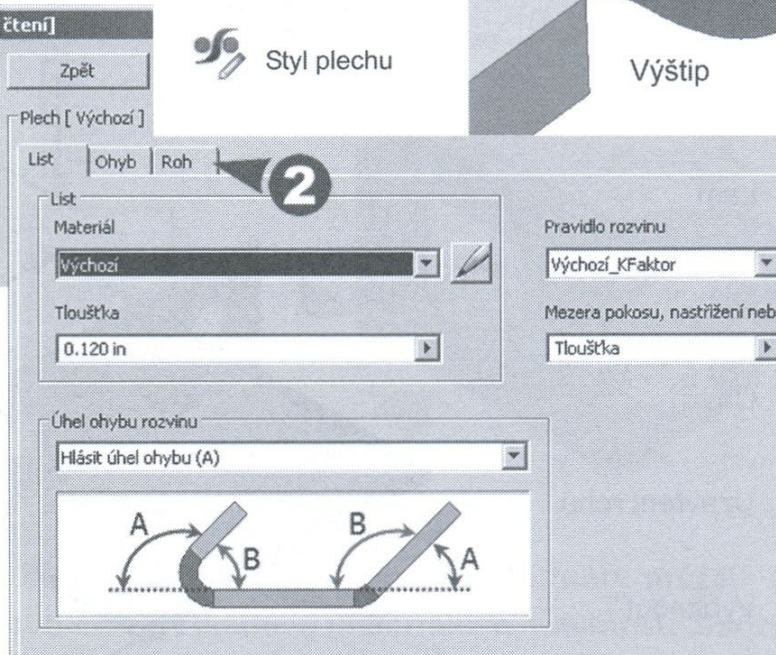 čtení]
Zpět
Styl plechu
Výštip
Plech [ Výchozí ]
List Ohyb Roh
2
List
Materiál
Výchozí
Tloušťka
0.120 in
Pravidlo rozvinu
Výchozí_KFaktor
Mezera pokosu, nastřižení neb
Tloušťka
Úhel ohybu rozvinu
Hlásit úhel ohybu (A)
A B B A